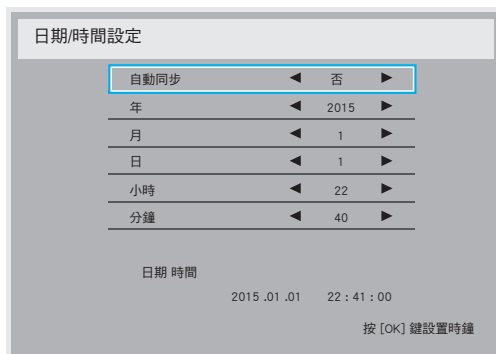 日期/時間設定
自動同步 ◀ 否 ▶
年 ◀ 2015 ▶
月 ◀ 1 ▶
日 ◀ 1 ▶
小時 ◀ 22 ▶
分鐘 ◀ 40 ▶
日期 時間
2015 .01 .01 22 : 41 : 00
按 [OK] 鍵設置時鐘